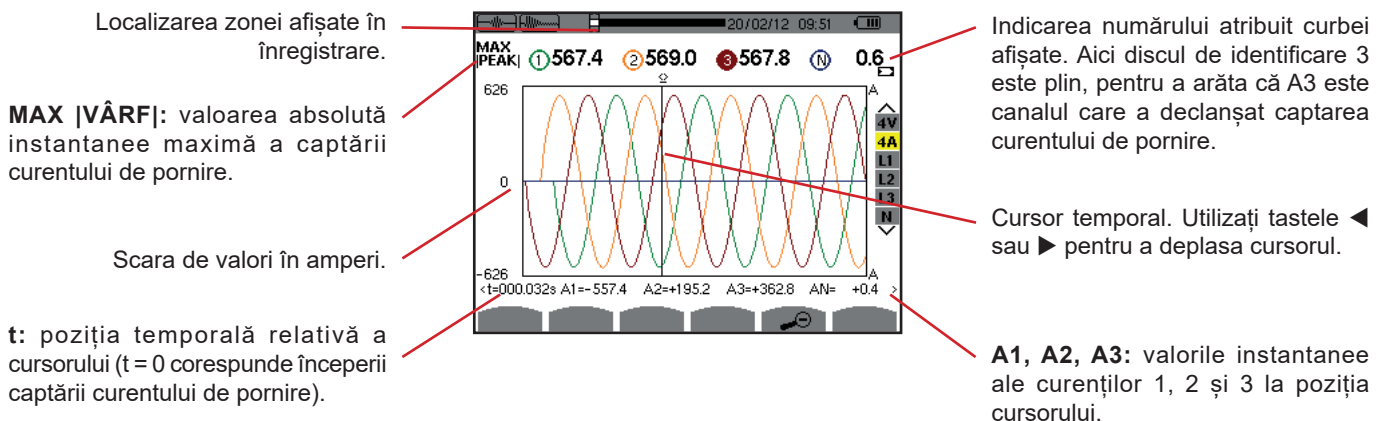 Localizarea zonei afișate în
înregistrare.
MAX |VÂRF|: valoarea absolută
instantanee maximă a captării
curentului de pornire.
Scara de valori în amperi.
t: poziția temporală relativă a
cursorului (t = 0 corespunde începerii
captării curentului de pornire).
20/02/12 09:51
MAX
|PEAK| 1 567.4 2 569.0 3 567.8 N 0.6
626 A
0
-626 A
4V
4A
L1
L2
L3
N
<t=000.032s A1=-557.4 A2=+195.2 A3=+362.8 AN= +0.4 >
Indicarea numărului atribuit curbei
afișate. Aici discul de identificare 3
este plin, pentru a arăta că A3 este
canalul care a declanșat captarea
curentului de pornire.
Cursor temporal. Utilizați tastele ◀
sau ▶ pentru a deplasa cursorul.
A1, A2, A3: valorile instantanee
ale curenților 1, 2 și 3 la poziția
cursorului.